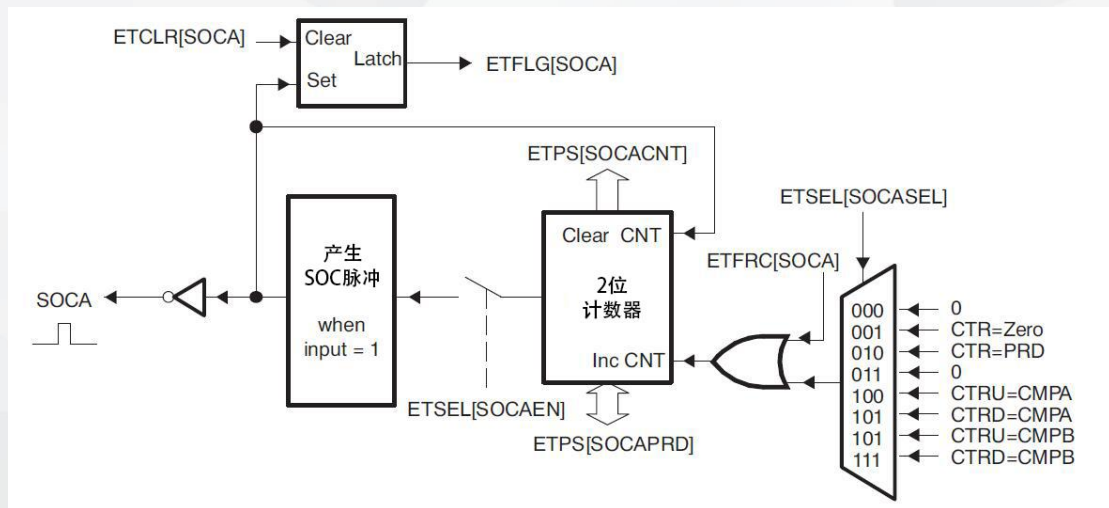 ETCLR[SOCA]
Clear
Latch
Set
ETFLG[SOCA]
ETPS[SOCACNT]
ETSEL[SOCASEL]
产生
SOC脉冲
when
input = 1
Clear CNT
2位
计数器
Inc CNT
ETFRC[SOCA]
SOCA
ETSEL[SOCAEN]
ETPS[SOCAPRD]
000 0
001 CTR=Zero
010 CTR=PRD
011 0
100 CTRU=CMPA
101 CTRD=CMPA
101 CTRU=CMPB
111 CTRD=CMPB